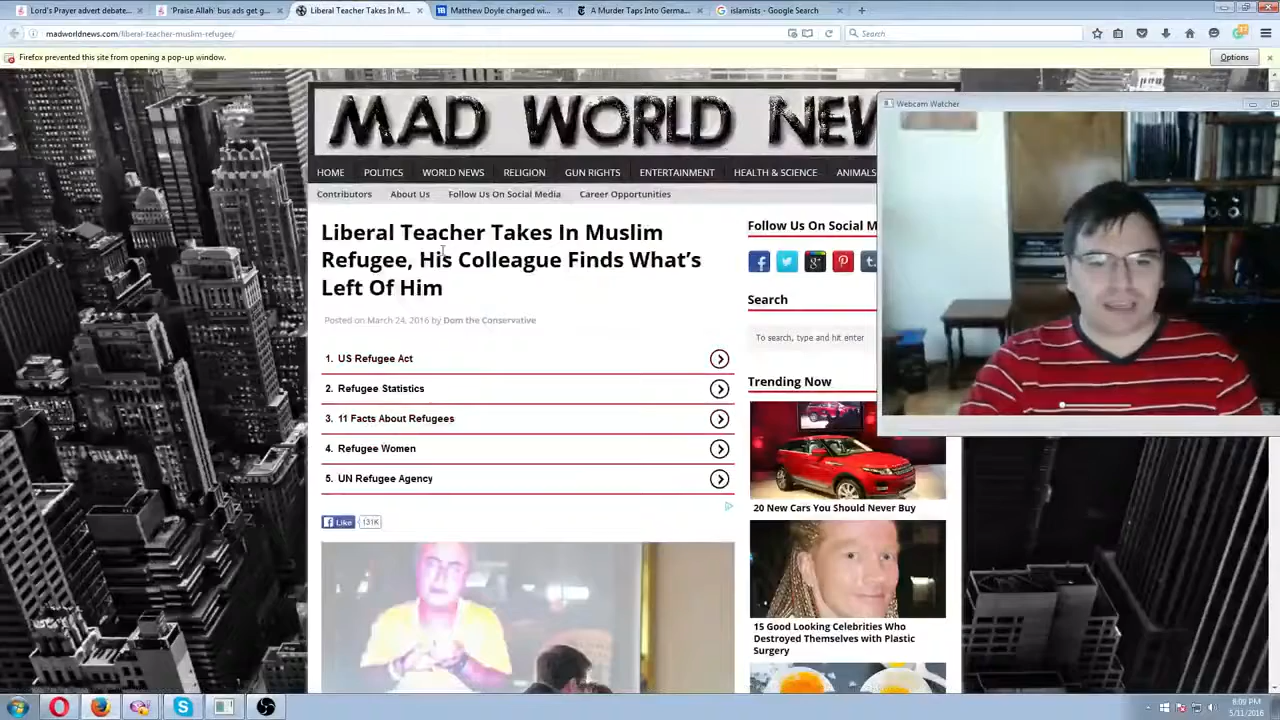 Lord's Prayer advert debate...
'Praise Allah' bus ads get g...
Liberal Teacher Takes In M...
Matthew Doyle charged wi...
A Murder Taps Into Germa...
islamists - Google Search
madworldnews.com/liberal-teacher-muslim-refugee/
Search
Firefox prevented this site from opening a pop-up window.
Options
MAD WORLD NEW
Webcam Watcher
HOME POLITICS WORLD NEWS RELIGION GUN RIGHTS ENTERTAINMENT HEALTH & SCIENCE ANIMALS
Contributors About Us Follow Us On Social Media Career Opportunities
Liberal Teacher Takes In Muslim
Refugee, His Colleague Finds What's
Left Of Him
Posted on March 24, 2016 by Dom the Conservative
1. US Refugee Act
2. Refugee Statistics
3. 11 Facts About Refugees
4. Refugee Women
5. UN Refugee Agency
Like 131K
Follow Us On Social M
Search
To search, type and hit enter
Trending Now
20 New Cars You Should Never Buy
15 Good Looking Celebrities Who
Destroyed Themselves with Plastic
Surgery
6:09 PM
5/11/2016